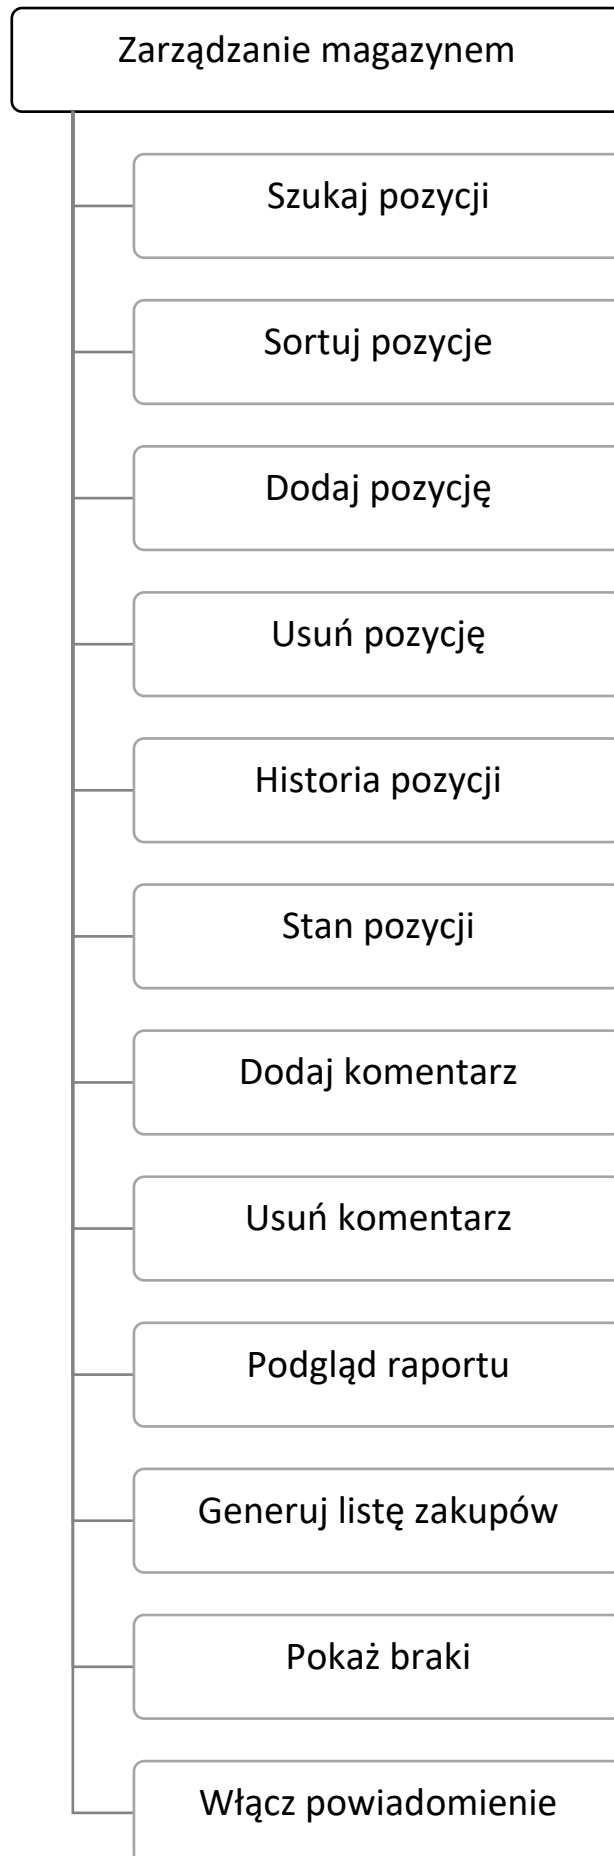 Zarządzanie magazynem
Szukaj pozycji
Sortuj pozycje
Dodaj pozycję
Usuń pozycję
Historia pozycji
Stan pozycji
Dodaj komentarz
Usuń komentarz
Podgląd raportu
Generuj listę zakupów
Pokaż braki
Włącz powiadomienie